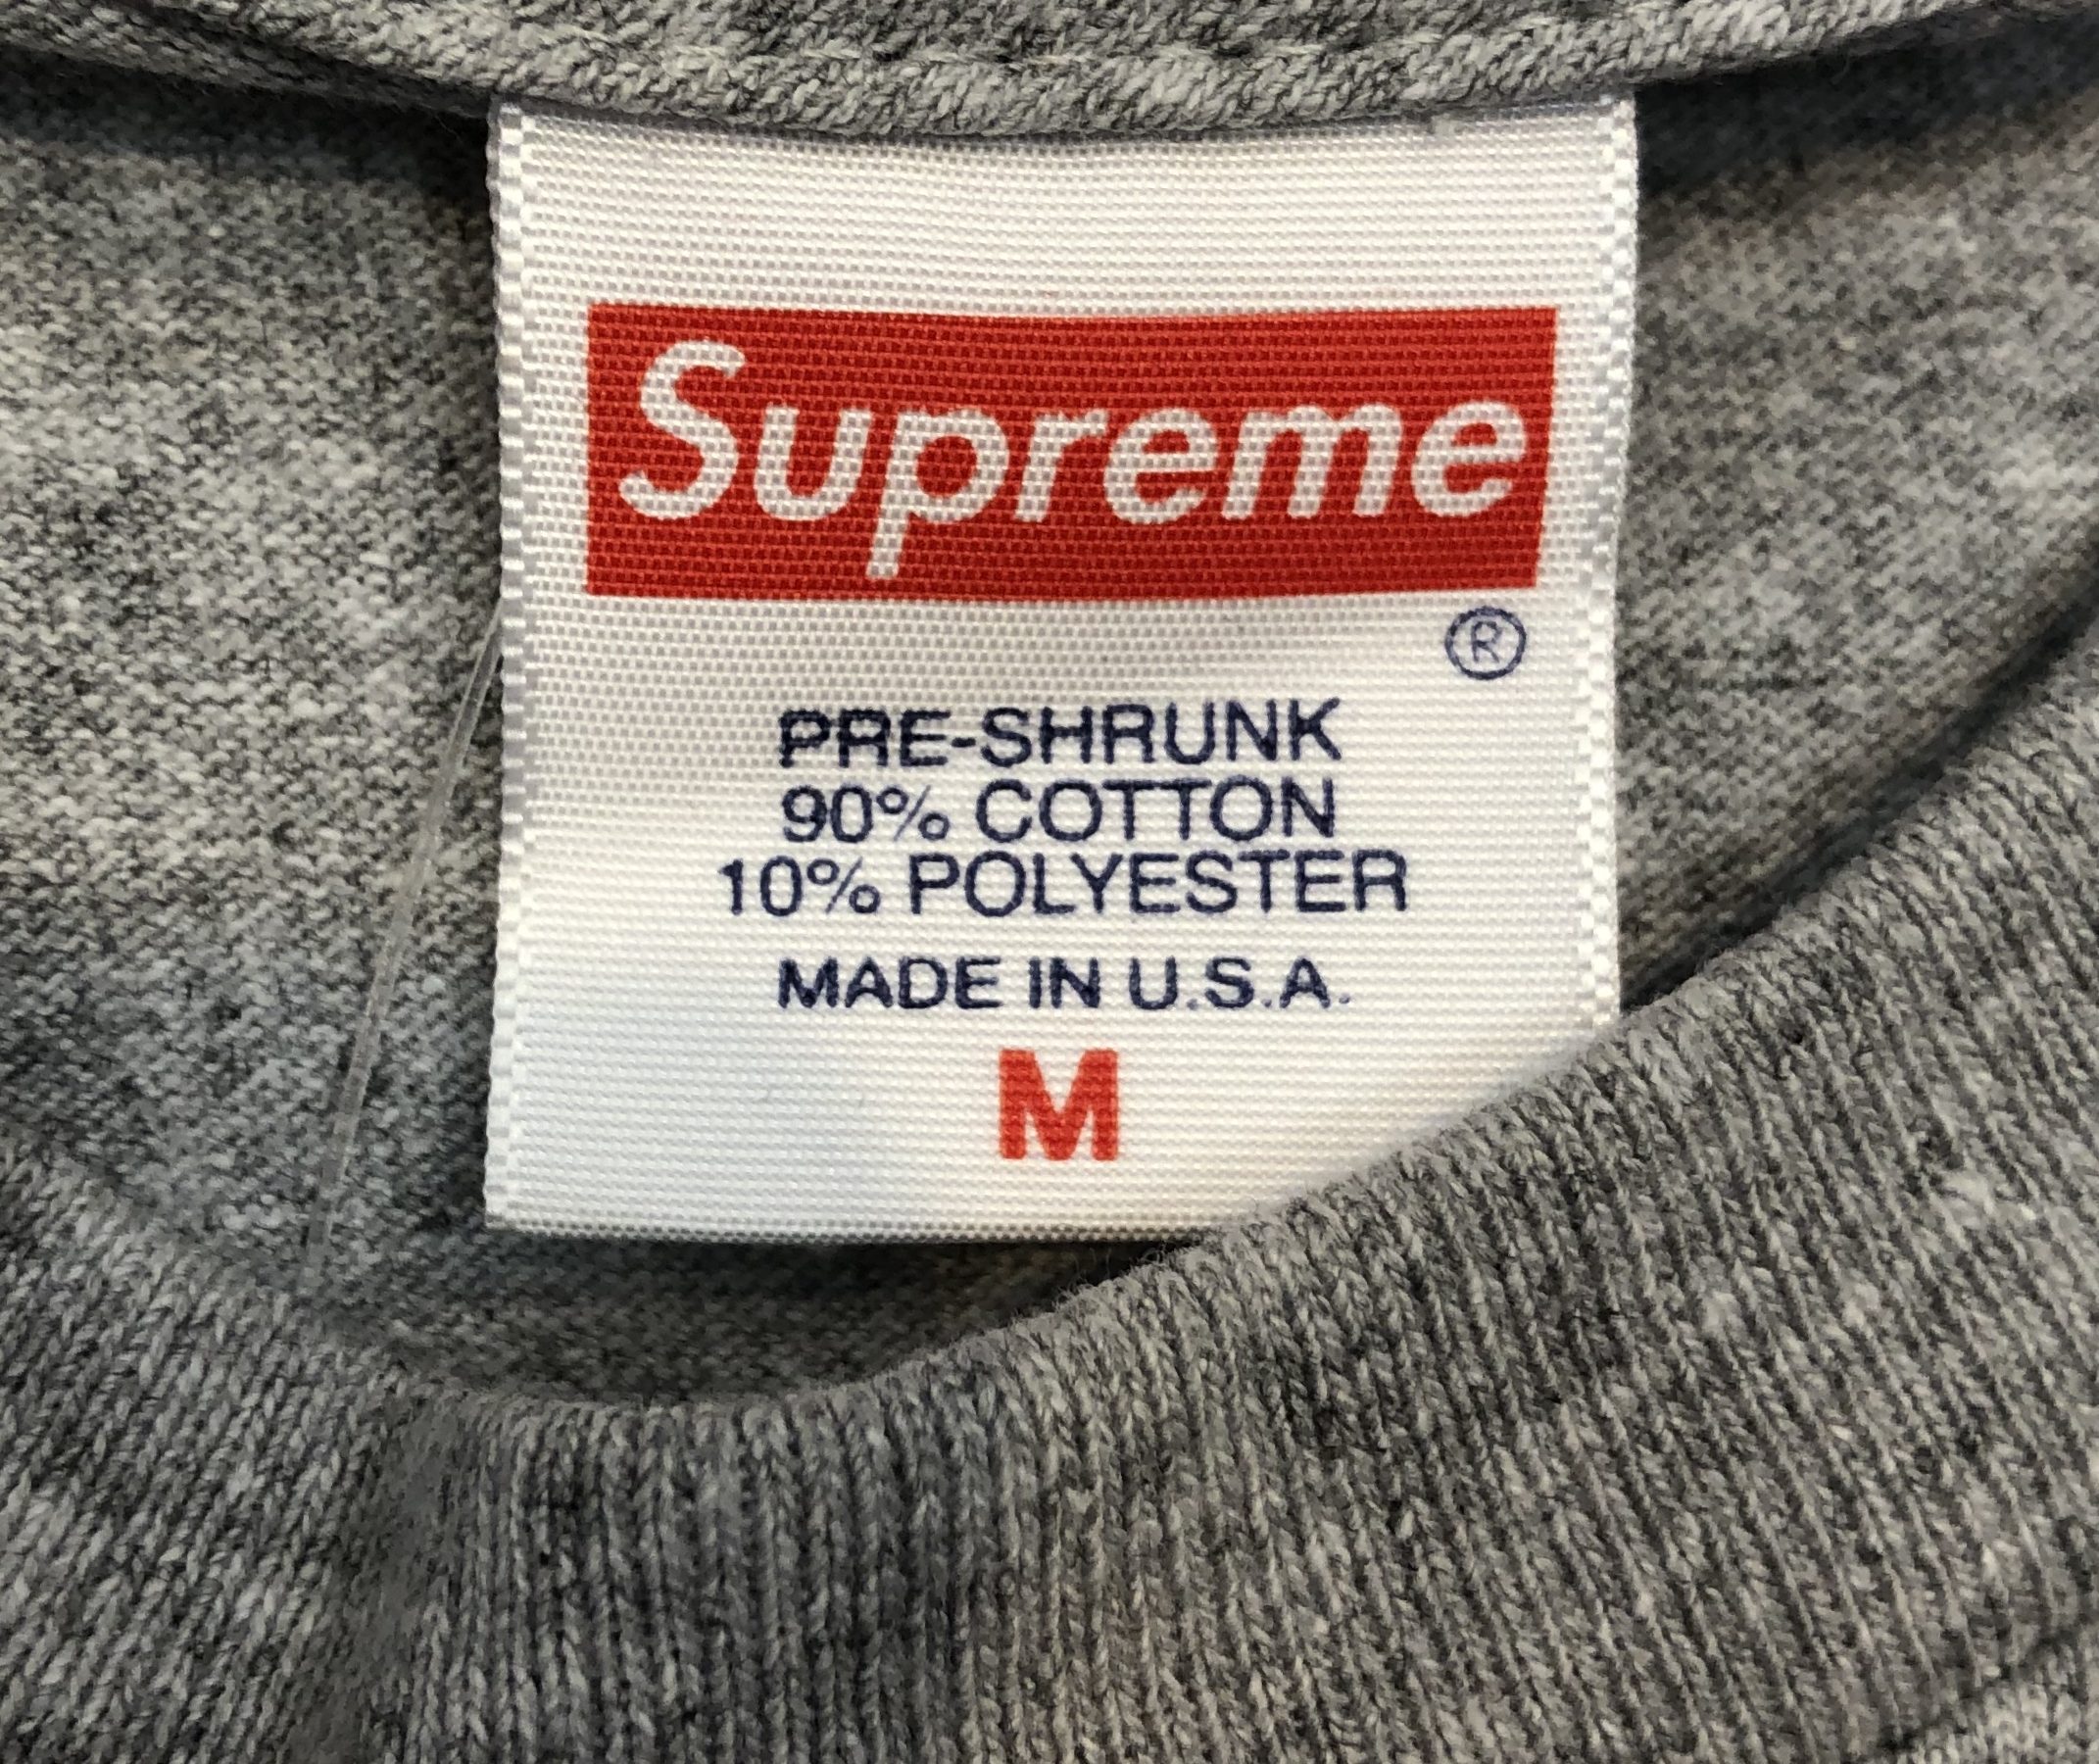 Supreme
®
PRE-SHRUNK
90% COTTON
10% POLYESTER
MADE IN U.S.A.
M